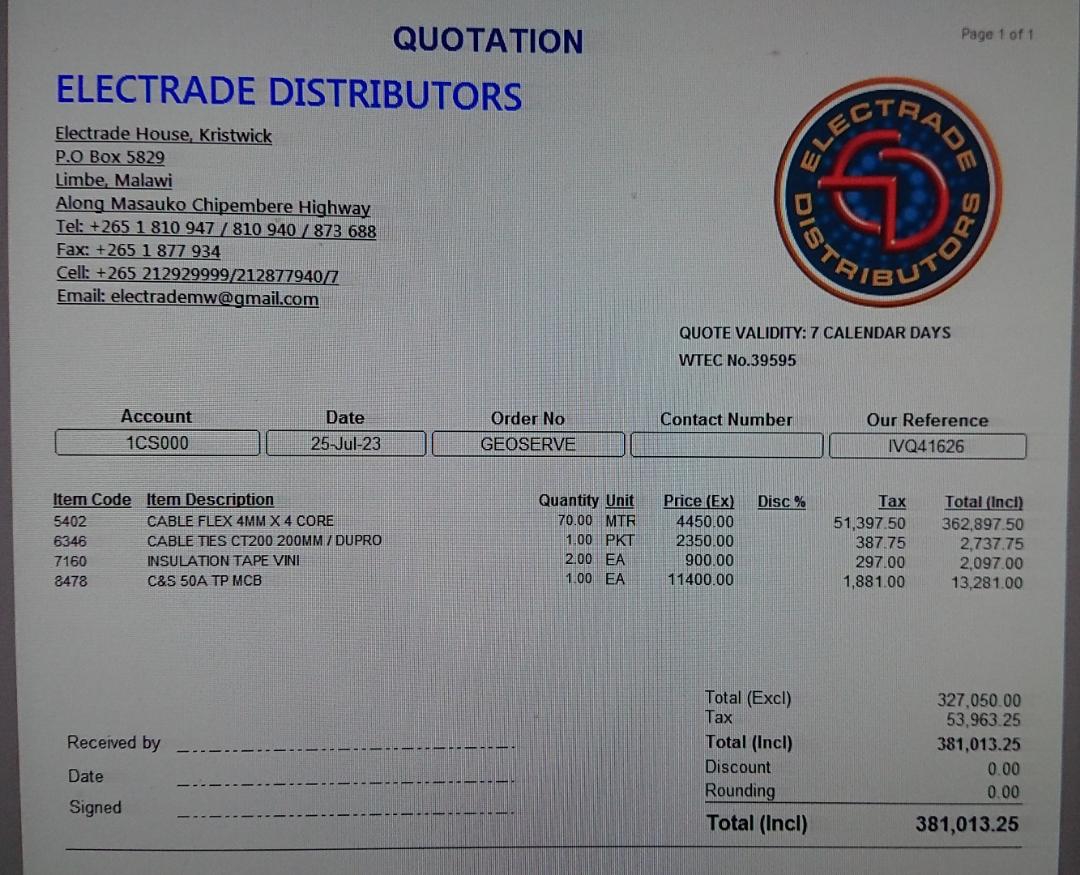 QUOTATION
Page 1 of 1
ELECTRADE DISTRIBUTORS
Electrade House, Kristwick
P.O Box 5829
Limbe, Malawi
Along Masauko Chipembere Highway
Tel: +265 1 810 947 / 810 940 / 873 688
Fax: +265 1 877 934
Cell: +265 212929999/212877940/7
Email: electrademw@gmail.com
ELECTRADE DISTRIBUTORS
QUOTE VALIDITY: 7 CALENDAR DAYS
WTEC No.39595
Account Date Order No Contact Number Our Reference
1CS000 25-Jul-23 GEOSERVE IVQ41626
Item Code Item Description Quantity Unit Price (Ex) Disc % Tax Total (Incl)
5402 CABLE FLEX 4MM X 4 CORE 70.00 MTR 4450.00 51,397.50 362,897.50
6346 CABLE TIES CT200 200MM / DUPRO 1.00 PKT 2350.00 387.75 2,737.75
7160 INSULATION TAPE VINI 2.00 EA 900.00 297.00 2,097.00
8478 C&S 50A TP MCB 1.00 EA 11400.00 1,881.00 13,281.00
Total (Excl) 327,050.00
Tax 53,963.25
Received by Total (Incl) 381,013.25
Date Discount 0.00
Signed Rounding 0.00
Total (Incl) 381,013.25